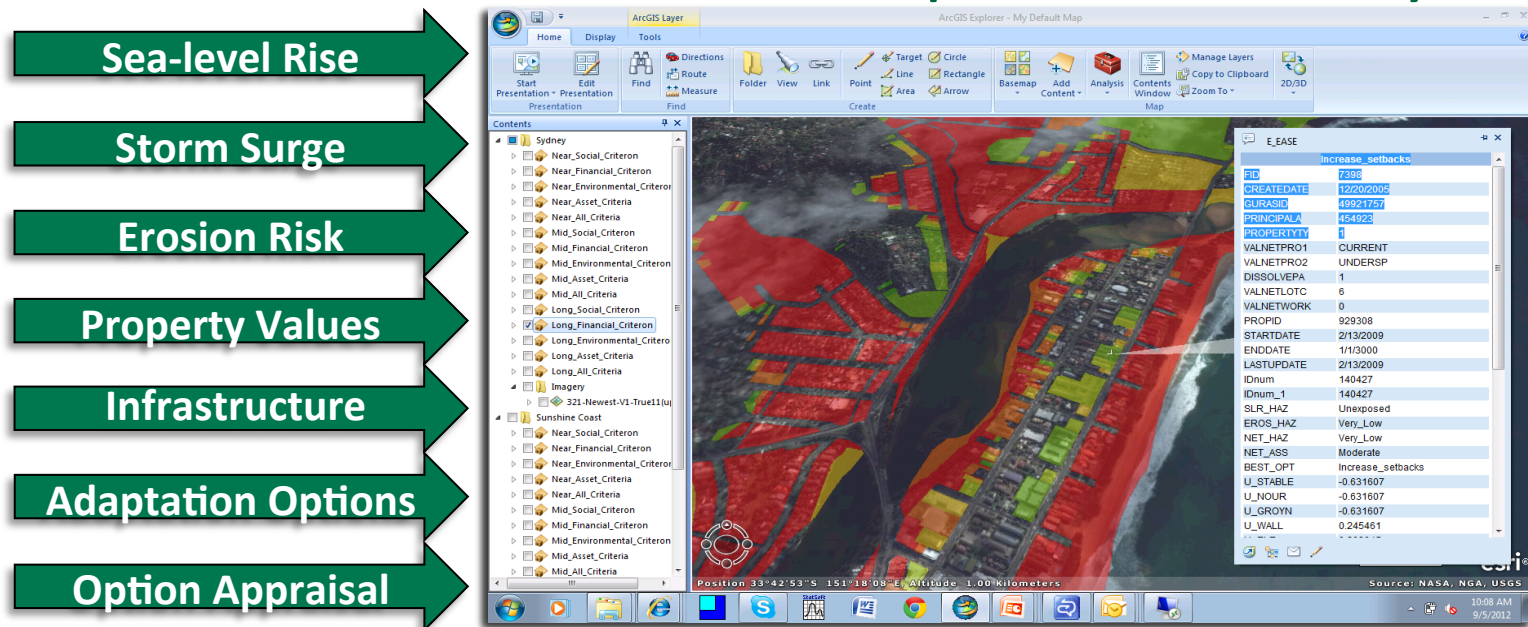 Sea-level Rise
Storm Surge
Erosion Risk
Property Values
Infrastructure
Adaptation Options
Option Appraisal
ArcGIS Layer
ArcGIS Explorer - My Default Map
Home Display Tools
Start Presentation
Edit Presentation
Presentation
Find
Directions
Route
Measure
Find
Folder
View
Link
Point
Target
Line
Area
Circle
Rectangle
Arrow
Create
Basemap
Add Content
Analysis
Contents Window
Manage Layers
Copy to Clipboard
Zoom To
2D/3D
Map
Contents
Sydney
Near_Social_Criteron
Near_Financial_Criteron
Near_Environmental_Criteron
Near_Asset_Criteria
Near_All_Criteria
Mid_Social_Criteron
Mid_Financial_Criteron
Mid_Environmental_Criteron
Mid_Asset_Criteria
Mid_All_Criteria
Long_Social_Criteron
Long_Financial_Criteron
Long_Environmental_Critero
Long_Asset_Criteria
Long_All_Criteria
Imagery
321-Newest-V1-True11(u
Sunshine Coast
Near_Social_Criteron
Near_Financial_Criteron
Near_Environmental_Criteron
Near_Asset_Criteria
Near_All_Criteria
Mid_Social_Criteron
Mid_Financial_Criteron
Mid_Environmental_Criteron
Mid_Asset_Criteria
Mid_All_Criteria
E_EASE
Increase_setbacks
FID 7398
CREATEDATE 12/20/2005
GURASID 49921757
PRINCIPALA 454923
PROPERTYTY 1
VALNETPRO1 CURRENT
VALNETPRO2 UNDERSP
DISSOLVEPA 1
VALNETLOTC 6
VALNETWORK 0
PROPID 929308
STARTDATE 2/13/2009
ENDDATE 1/1/3000
LASTUPDATE 2/13/2009
IDnum 140427
IDnum_1 140427
SLR_HAZ Unexposed
EROS_HAZ Very_Low
NET_HAZ Very_Low
NET_ASS Moderate
BEST_OPT Increase_setbacks
U_STABLE -0.631607
U_NOUR -0.631607
U_GROYN -0.631607
U_WALL 0.245461
esri
Position 33°42'53"S 151°18'08"E, Altitude 1.00 Kilometers
Source: NASA, NGA, USGS
StatSoft
10:08 AM
9/5/2012